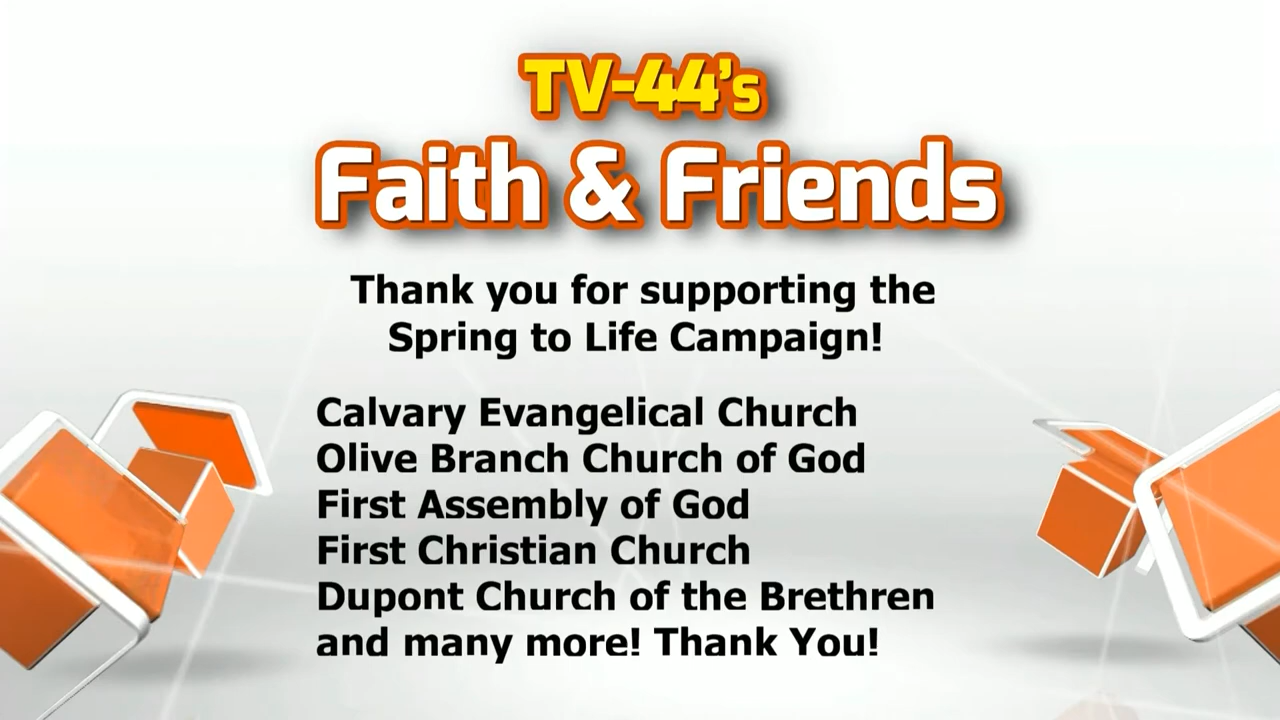 TV-44's
Faith & Friends
Thank you for supporting the
Spring to Life Campaign!
Calvary Evangelical Church
Olive Branch Church of God
First Assembly of God
First Christian Church
Dupont Church of the Brethren
and many more! Thank You!